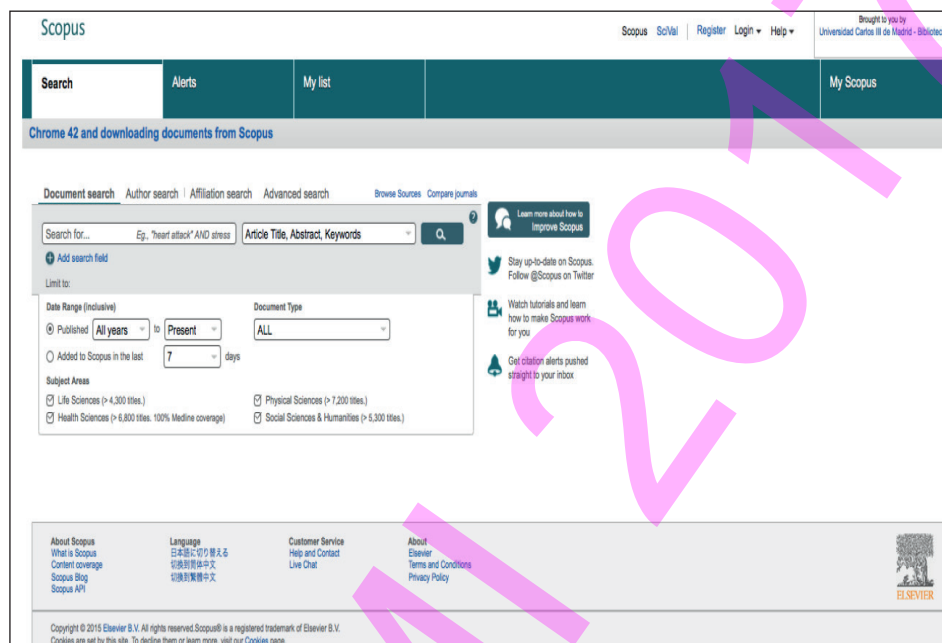 Scopus
Scopus SciVal Register Login Help
Brought to you by
Universidad Carlos III de Madrid - Bibliotec
Search Alerts My list My Scopus
Chrome 42 and downloading documents from Scopus
Document search Author search Affiliation search Advanced search Browse Sources Compare journals
Search for... Eg., "heart attack" AND stress Article Title, Abstract, Keywords
?
Add search field
Limit to:
Date Range (inclusive) Document Type
Published All years to Present ALL
Added to Scopus in the last 7 days
Subject Areas
Life Sciences (> 4,300 titles.) Physical Sciences (> 7,200 titles.)
Health Sciences (> 6,800 titles. 100% Medline coverage) Social Sciences & Humanities (> 5,300 titles.)
Learn more about how to
Improve Scopus
Stay up-to-date on Scopus.
Follow @Scopus on Twitter
Watch tutorials and learn
how to make Scopus work
for you
Get citation alerts pushed
straight to your inbox
About Scopus Language Customer Service About
What is Scopus 日本語に切り替える Help and Contact Elsevier
Content coverage 切换到简体中文 Live Chat Terms and Conditions
Scopus Blog 切換到繁體中文 Privacy Policy
Scopus API
ELSEVIER
Copyright © 2015 Elsevier B.V. All rights reserved. Scopus® is a registered trademark of Elsevier B.V.
Cookies are set by this site. To decline them or learn more, visit our Cookies page.
201